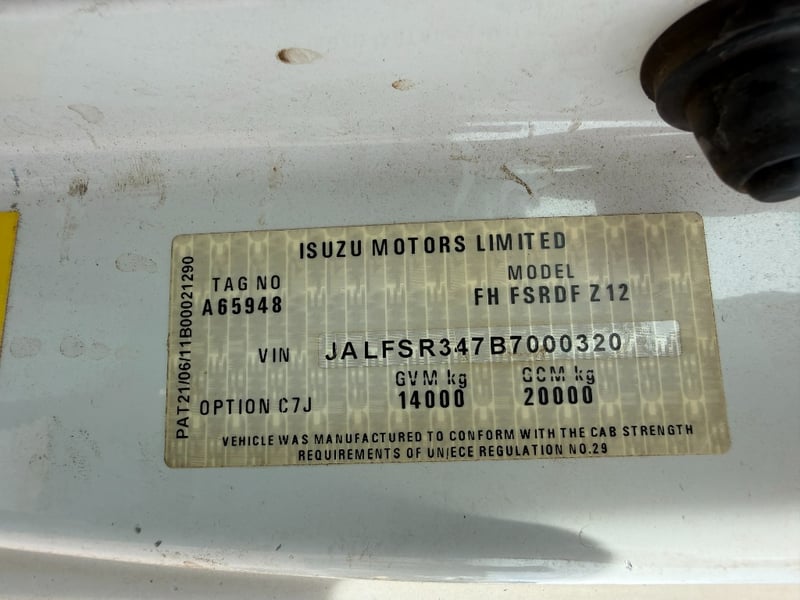 ISUZU MOTORS LIMITED
TAG NO
A65948
MODEL
FH FSRDF Z12
VIN JALFSR347B7000320
GVM kg
14000
GCM kg
20000
OPTION C7J
VEHICLE WAS MANUFACTURED TO CONFORM WITH THE CAB STRENGTH
REQUIREMENTS OF UN/ECE REGULATION NO.29
PAT21/06/11B00021290